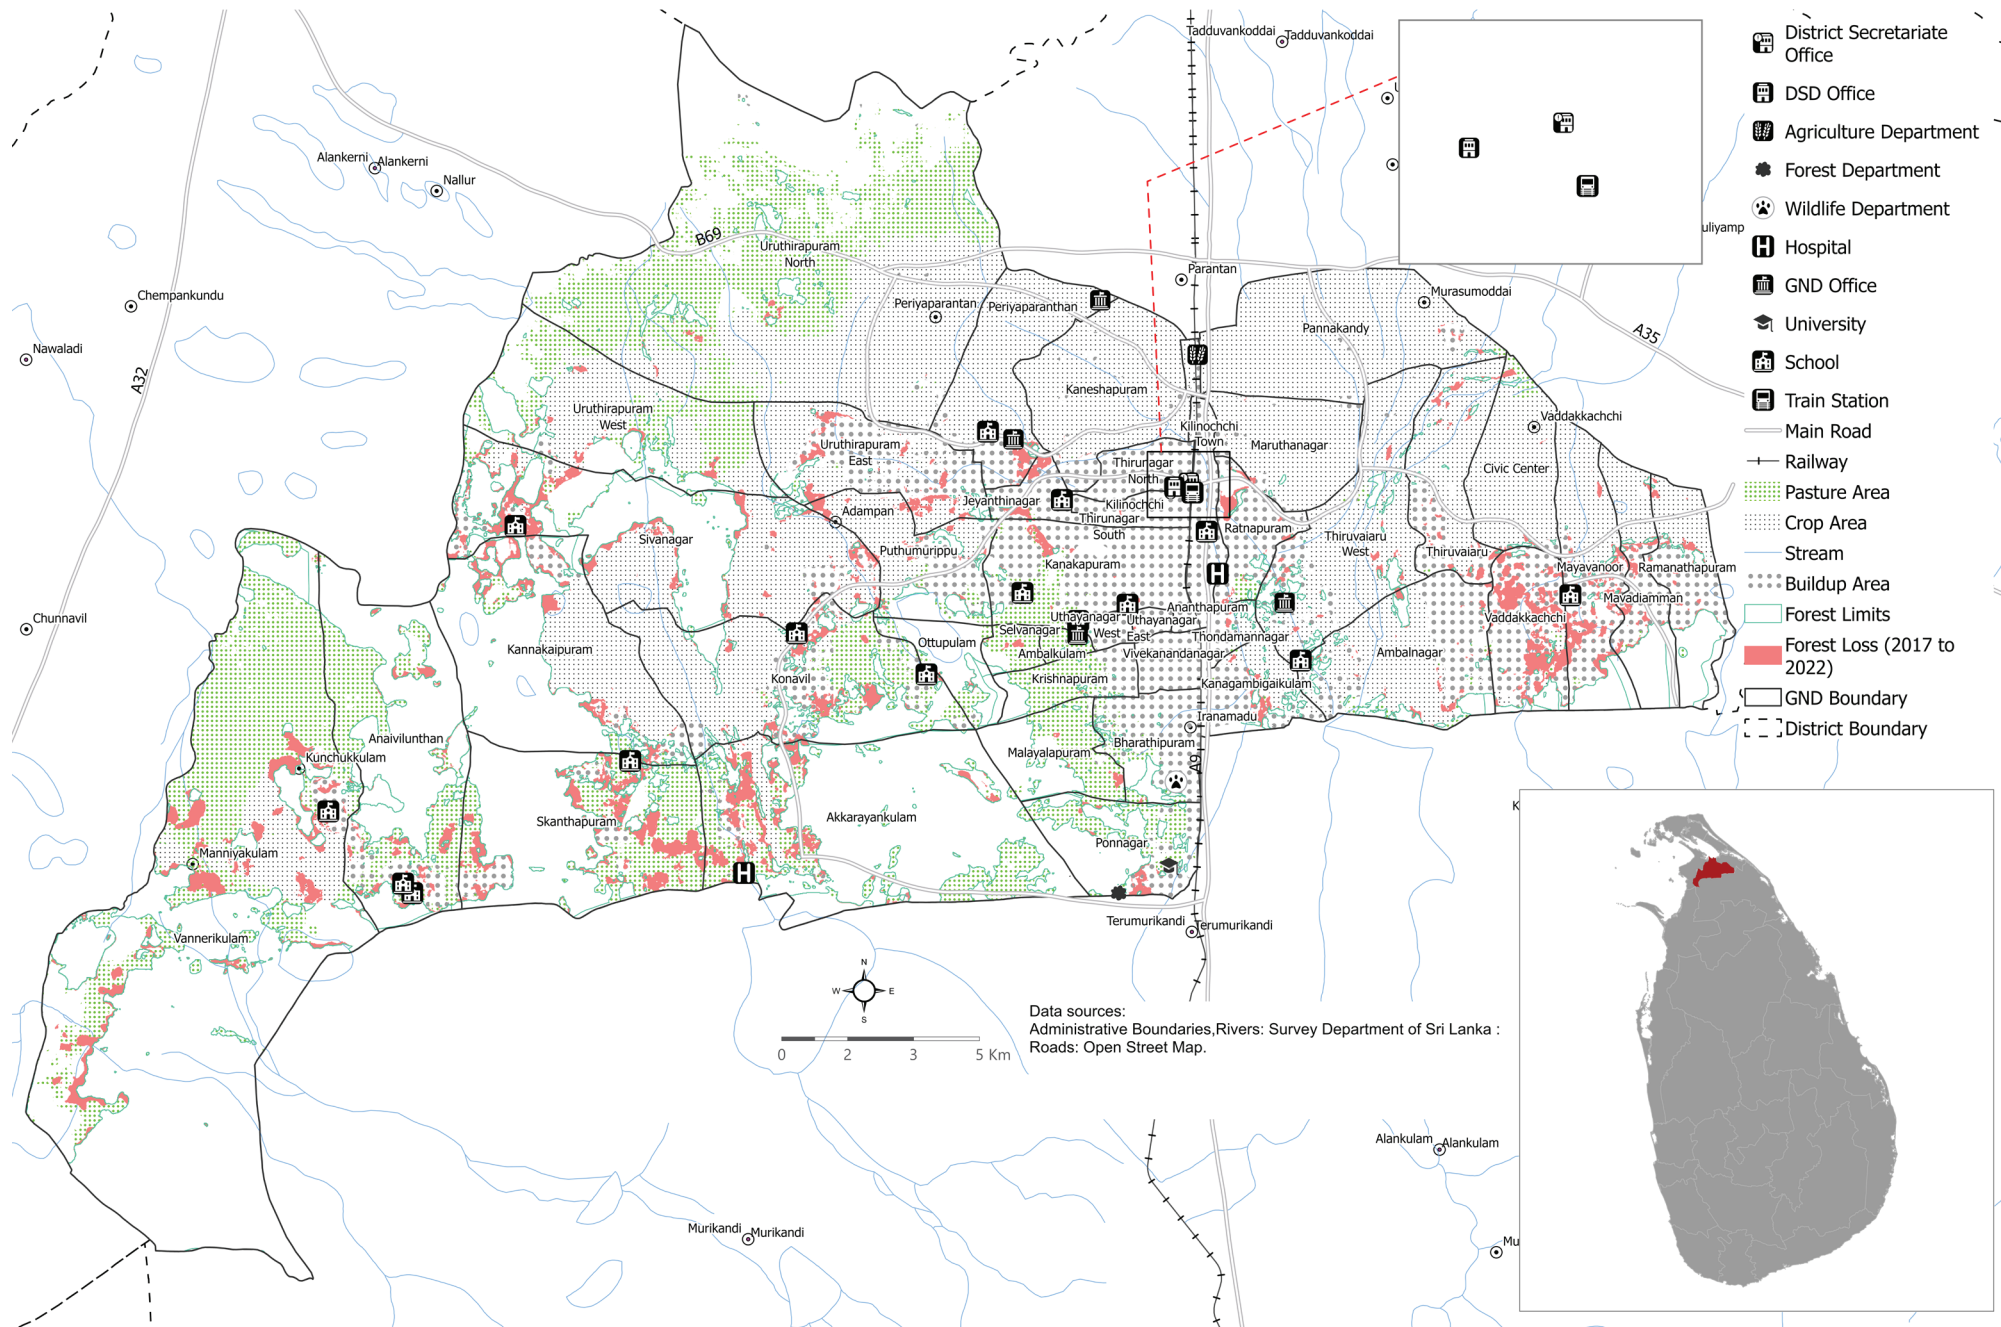 Tadduvankoddai
Tadduvankoddai
Alankerni
Alankerni
Nallur
B69
Uruthirapuram
North
Parantan
Chempankundu
Periyaparantan
Periyaparanthan
Murasumoddai
Pannakandy
A35
Nawaladi
A32
Kaneshapuram
Uruthirapuram
West
Vaddakkachchi
Kilinochchi
Town
Uruthirapuram
East
Maruthanagar
Thirunagar
North
Civic Center
Jeyanthinagar
Kilinochchi
Adampan
Thirunagar
South
Ratnapuram
Sivanagar
Puthumurippu
Thiruvaiaru
West
Thiruvaiaru
Kanakapuram
Mayavanoor
Ramanathapuram
Mavadiamman
Ananthapuram
Uthayanagar
West
Uthayanagar
East
Chunnavil
Vaddakkachchi
Selvanagar
Thondamannagar
Ottupulam
Kannakaipuram
Ambalkulam
Vivekanandanagar
Ambalnagar
Konavil
Krishnapuram
Kanagambigaikulam
Iranamadu
Anaivilunthan
Bharathipuram
Malayalapuram
Kunchukkulam
A9
Skanthapuram
Akkarayankulam
Ponnagar
Manniyakulam
Terumurikandi
Terumurikandi
Vannerikulam
N
W
E
S
0
2
3
5 Km
Data sources:
Administrative Boundaries,Rivers: Survey Department of Sri Lanka :
Roads: Open Street Map.
Alankulam
Alankulam
Murikandi
Murikandi
Mu
K
uliyamp
District Secretariate
Office
DSD Office
Agriculture Department
Forest Department
Wildlife Department
Hospital
GND Office
University
School
Train Station
Main Road
Railway
Pasture Area
Crop Area
Stream
Buildup Area
Forest Limits
Forest Loss (2017 to
2022)
GND Boundary
District Boundary